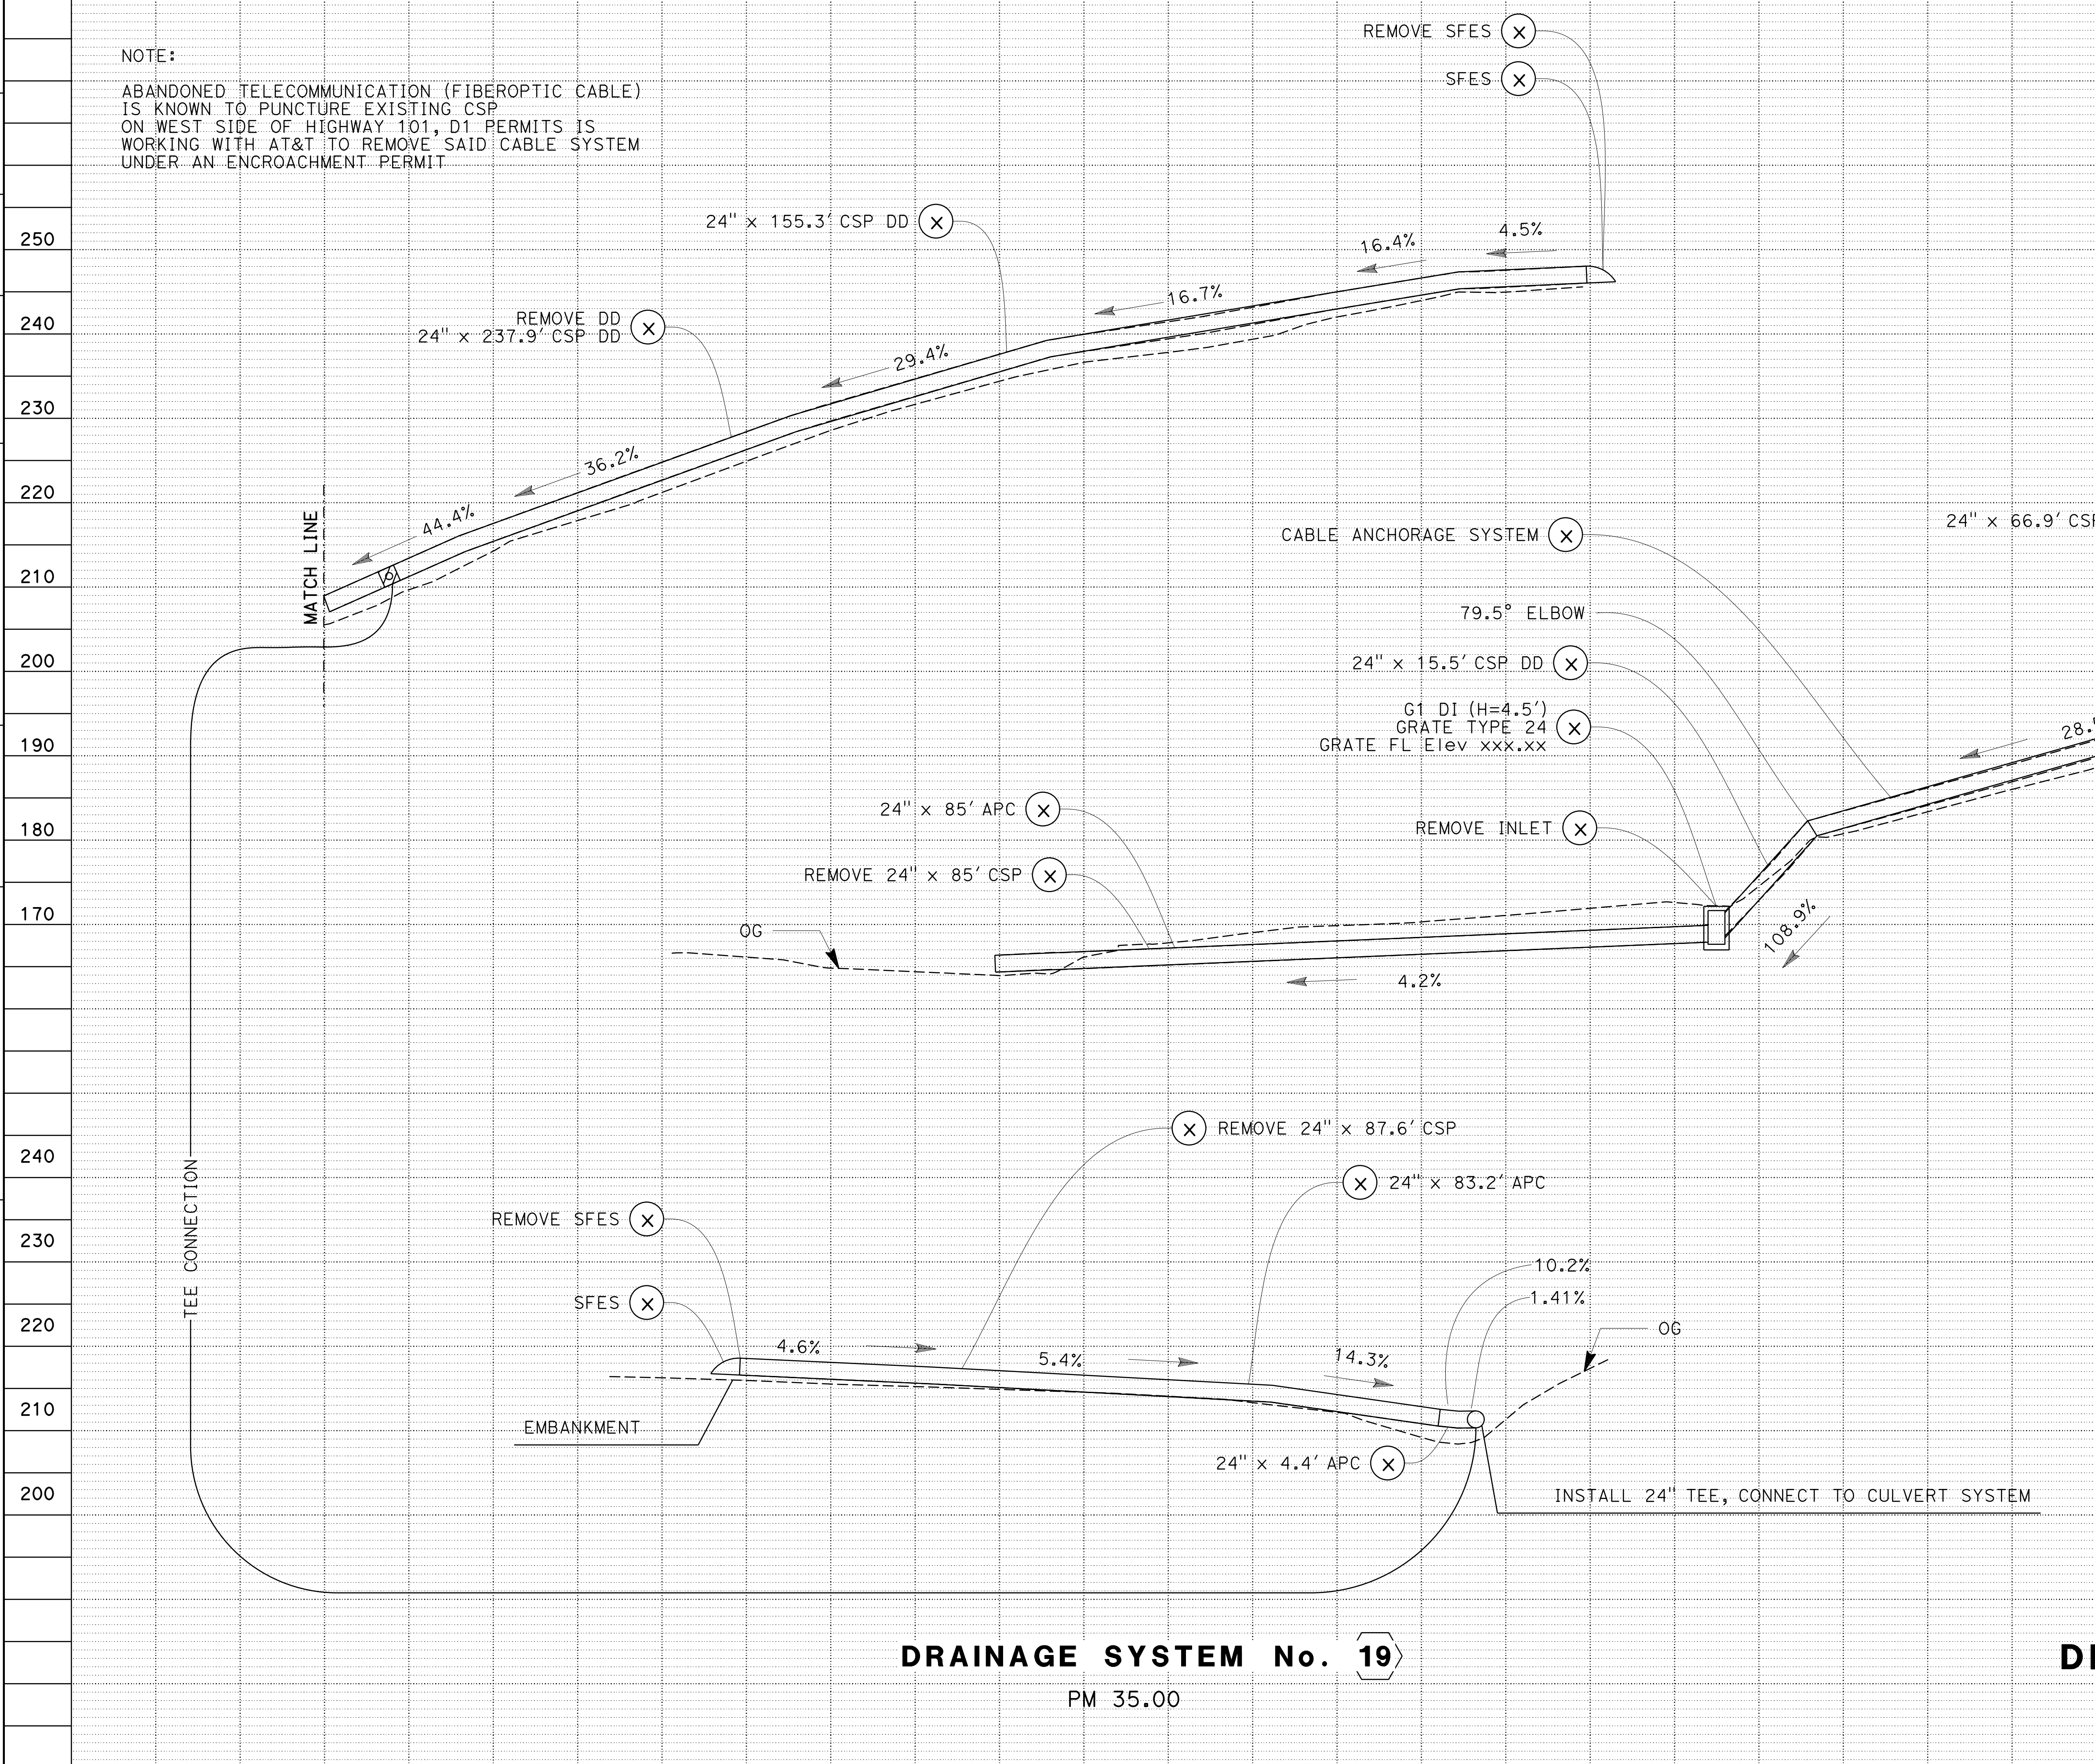 NOTE:
ABANDONED TELECOMMUNICATION (FIBEROPTIC CABLE)
IS KNOWN TO PUNCTURE EXISTING CSP
ON WEST SIDE OF HIGHWAY 101, D1 PERMITS IS
WORKING WITH AT&T TO REMOVE SAID CABLE SYSTEM
UNDER AN ENCROACHMENT PERMIT
REMOVE SFES X
SFES X
250
240
230
220
210
200
190
180
170
24" x 155.3' CSP DD X
16.4%
4.5%
16.7%
REMOVE DD
24" x 237.9' CSP DD X
29.4%
36.2%
44.4%
MATCH LINE
CABLE ANCHORAGE SYSTEM X
24" x 66.9' CSP
79.5° ELBOW
24" x 15.5' CSP DD X
G1 DI (H=4.5')
GRATE TYPE 24 X
GRATE FL Elev xxx.xx
28.
24" x 85' APC X
REMOVE INLET X
REMOVE 24" x 85' CSP X
OG
108.9%
4.2%
240
230
220
210
200
TEE CONNECTION
X REMOVE 24" x 87.6' CSP
X 24" x 83.2' APC
REMOVE SFES X
SFES X
10.2%
1.41%
OG
4.6%
5.4%
14.3%
EMBANKMENT
24" x 4.4' APC X
INSTALL 24" TEE, CONNECT TO CULVERT SYSTEM
DRAINAGE SYSTEM No. 19
PM 35.00